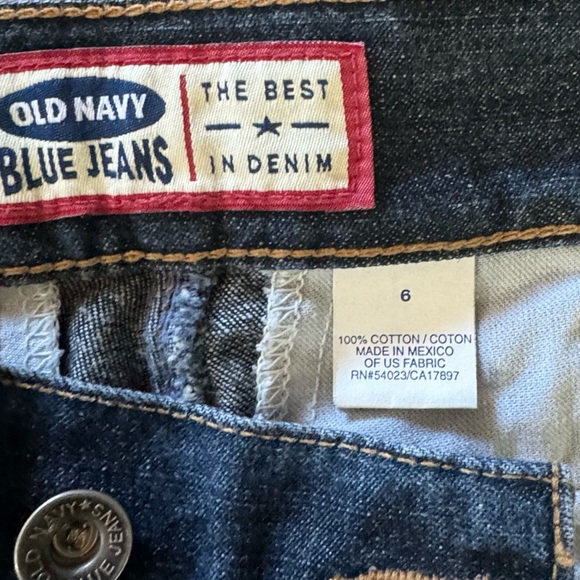 OLD NAVY
BLUE JEANS
THE BEST
IN DENIM
6
100% COTTON / COTON
MADE IN MEXICO
OF US FABRIC
RN#54023/CA17897
OLD NAVY★
BLUE JEANS